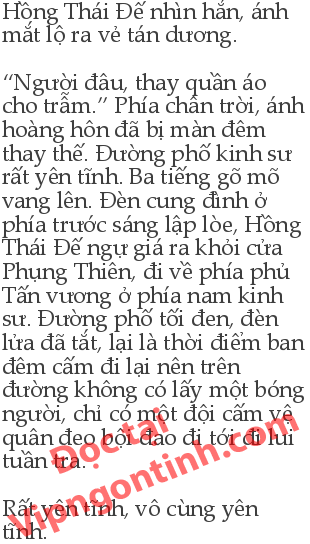 Hồng Thái Đế nhìn hắn, ánh
mắt lộ ra vẻ tán dương.
“Người đâu, thay quần áo
cho trẫm.” Phía chân trời, ánh
hoàng hôn đã bị màn đêm
thay thế. Đường phố kinh sư
rất yên tĩnh. Ba tiếng gõ mõ
vang lên. Đèn cung đình ở
phía trước sáng lập lòe, Hồng
Thái Đế ngự giá ra khỏi cửa
Phụng Thiên, đi về phía phủ
Tấn vương ở phía nam kinh
sư. Đường phố tối đen, đèn
lửa đã tắt, lại là thời điểm ban
đêm cấm đi lại nên trên
đường không có lấy một bóng
người, chỉ có một đội cấm vệ
quân đeo bội đao đi tới đi lui
tuần tra.
Rất yên tĩnh, vô cùng yên
tĩnh.
Đọc tại
Vipngontinh.com